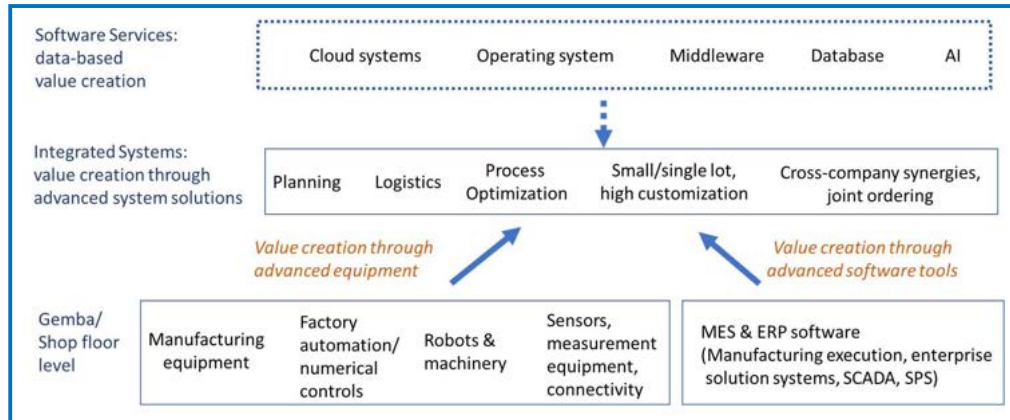 Software Services:
data-based
value creation
Cloud systems
Operating system
Middleware
Database
AI
Integrated Systems:
value creation through
advanced system solutions
Planning
Logistics
Process
Optimization
Small/single lot,
high customization
Cross-company synergies,
joint ordering
Value creation through
advanced equipment
Value creation through
advanced software tools
Gemba/
Shop floor
level
Manufacturing
equipment
Factory
automation/
numerical
controls
Robots &
machinery
Sensors,
measurement
equipment,
connectivity
MES & ERP software
(Manufacturing execution, enterprise
solution systems, SCADA, SPS)